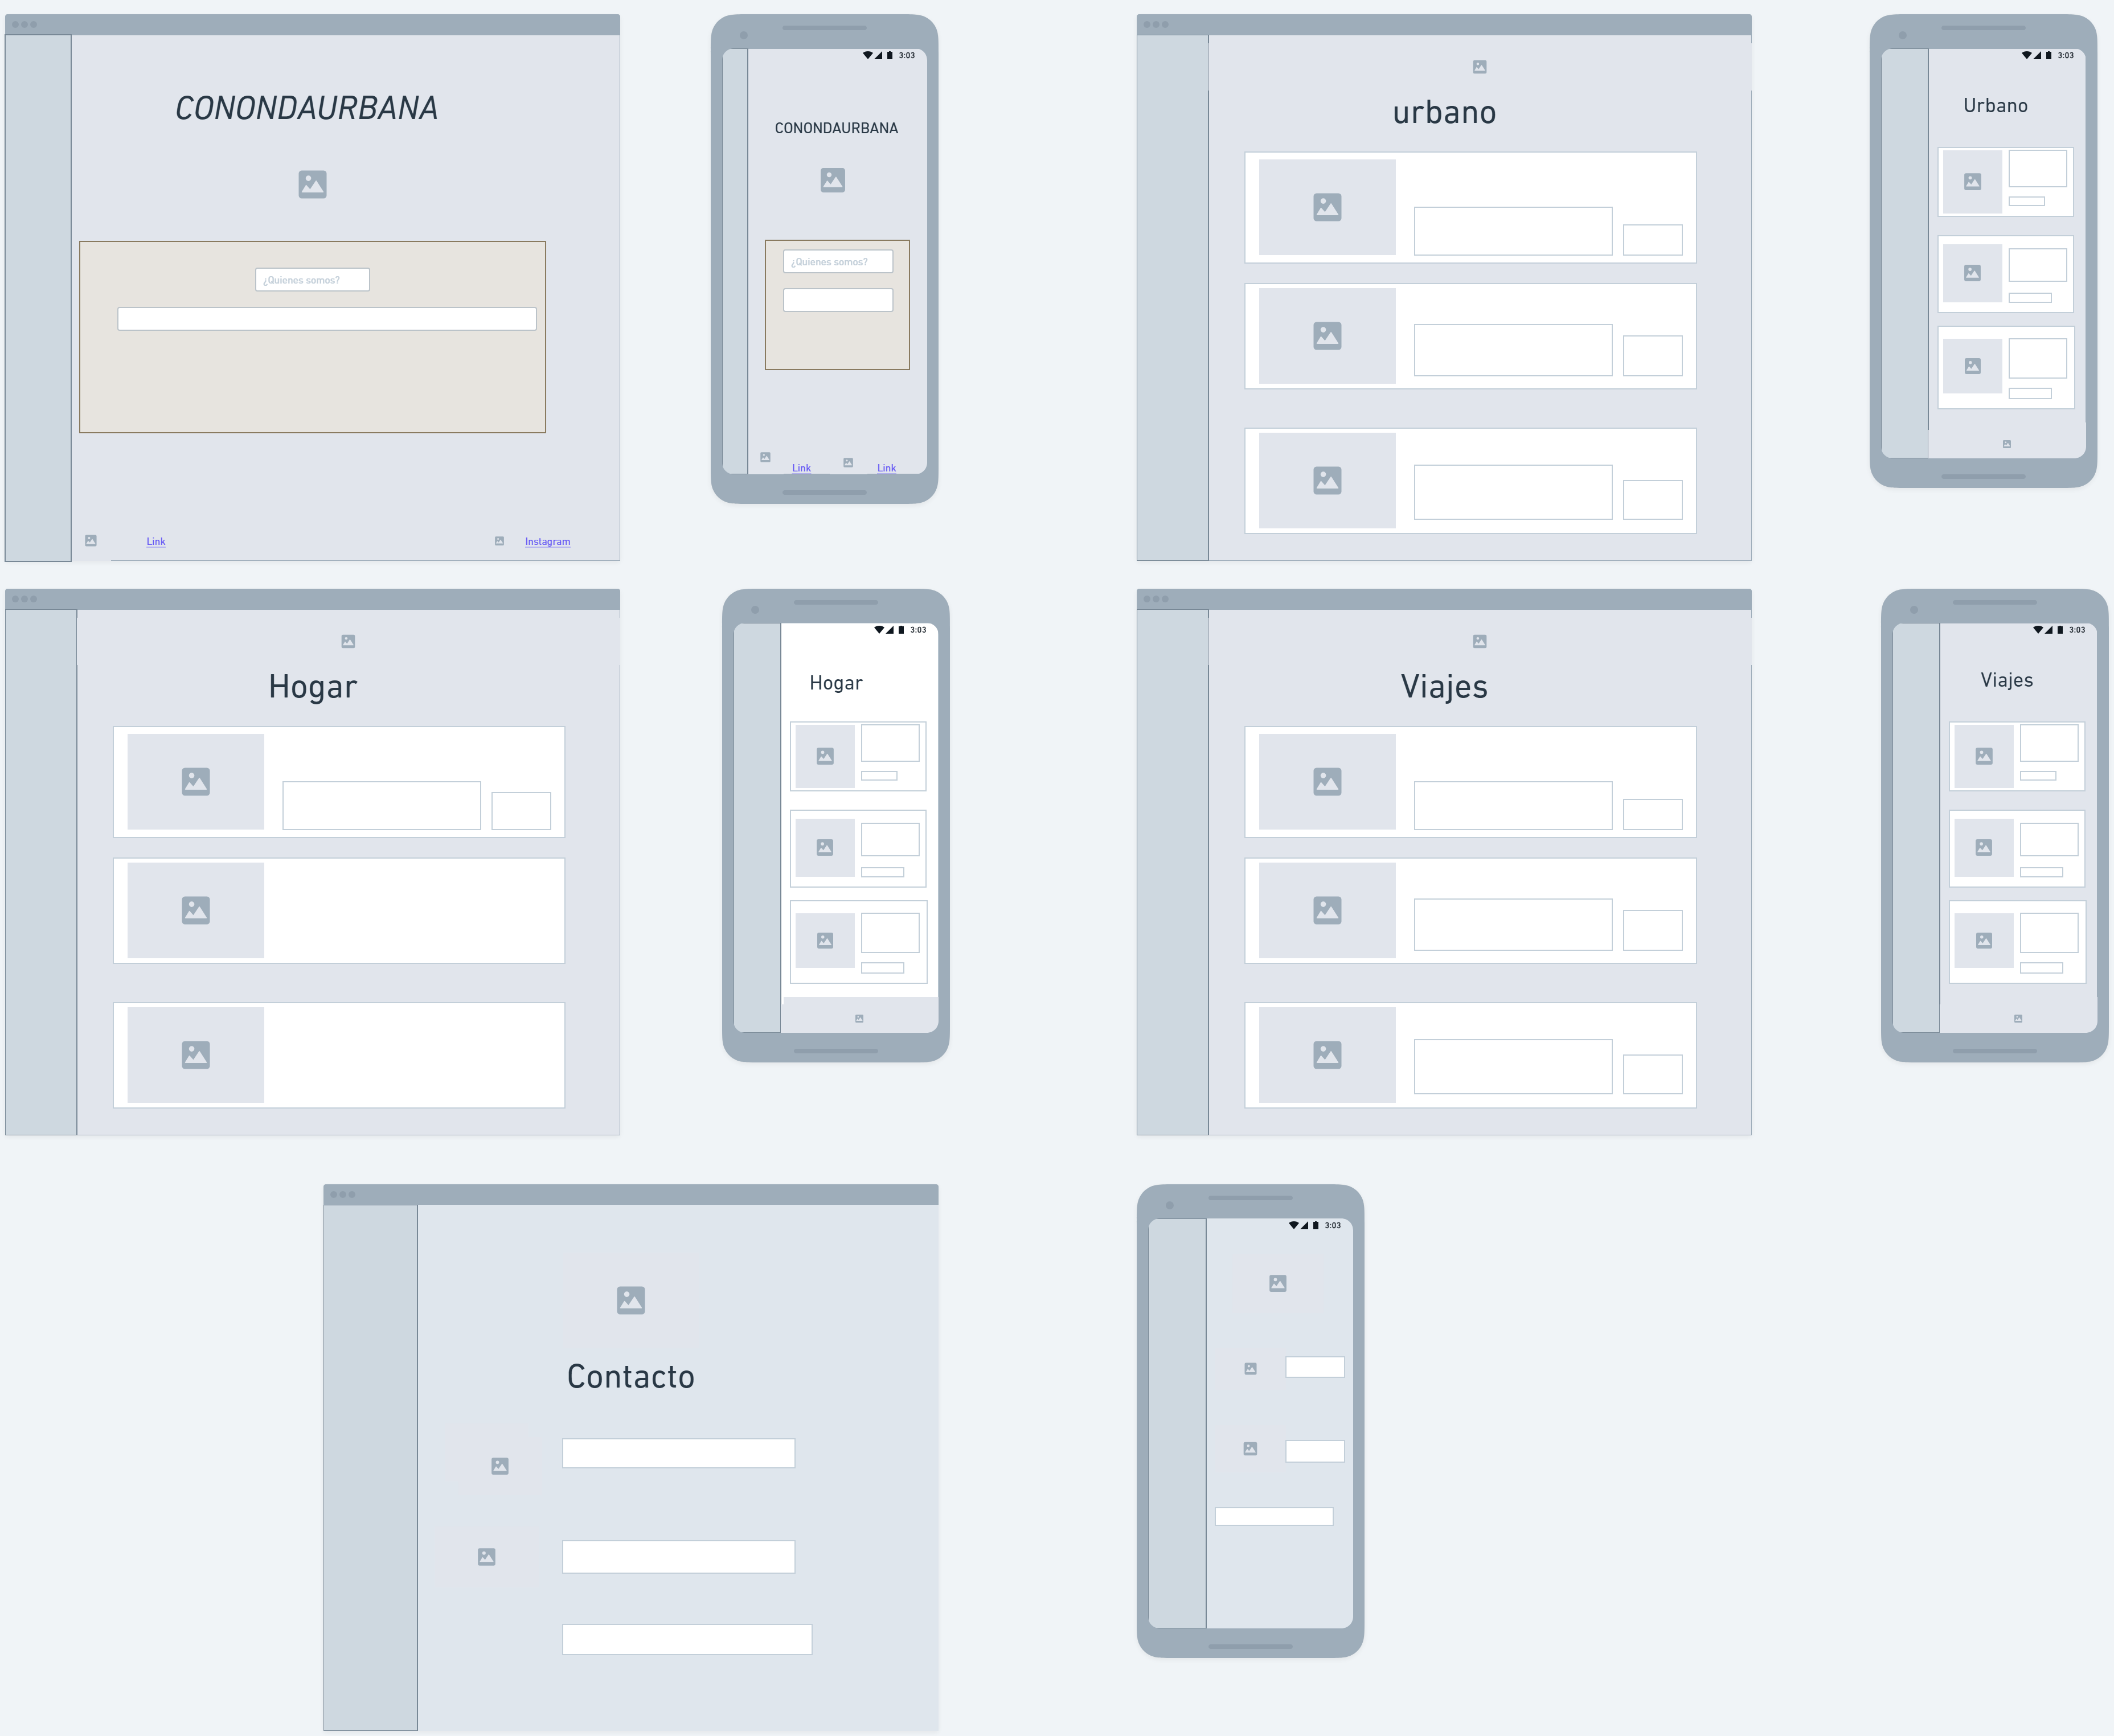 CONONDAURBANA
¿Quienes somos?
Link
Instagram
3:03
CONONDAURBANA
¿Quienes somos?
Link
Link
urbano
3:03
Urbano
Hogar
3:03
Hogar
Viajes
3:03
Viajes
Contacto
3:03